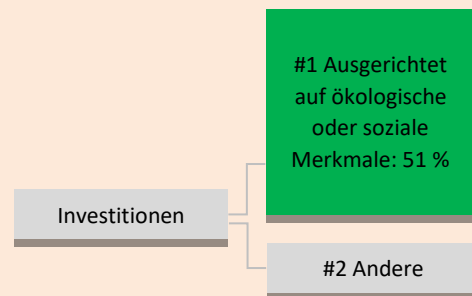 #1 Ausgerichtet
auf ökologische
oder soziale
Merkmale: 51 %
Investitionen
#2 Andere